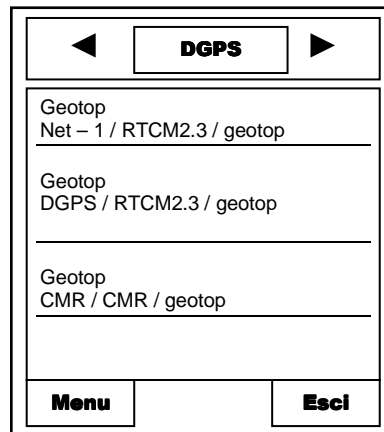 ◄ DGPS ►
Geotop
Net – 1 / RTCM2.3 / geotop
Geotop
DGPS / RTCM2.3 / geotop
Geotop
CMR / CMR / geotop
Menu Esci